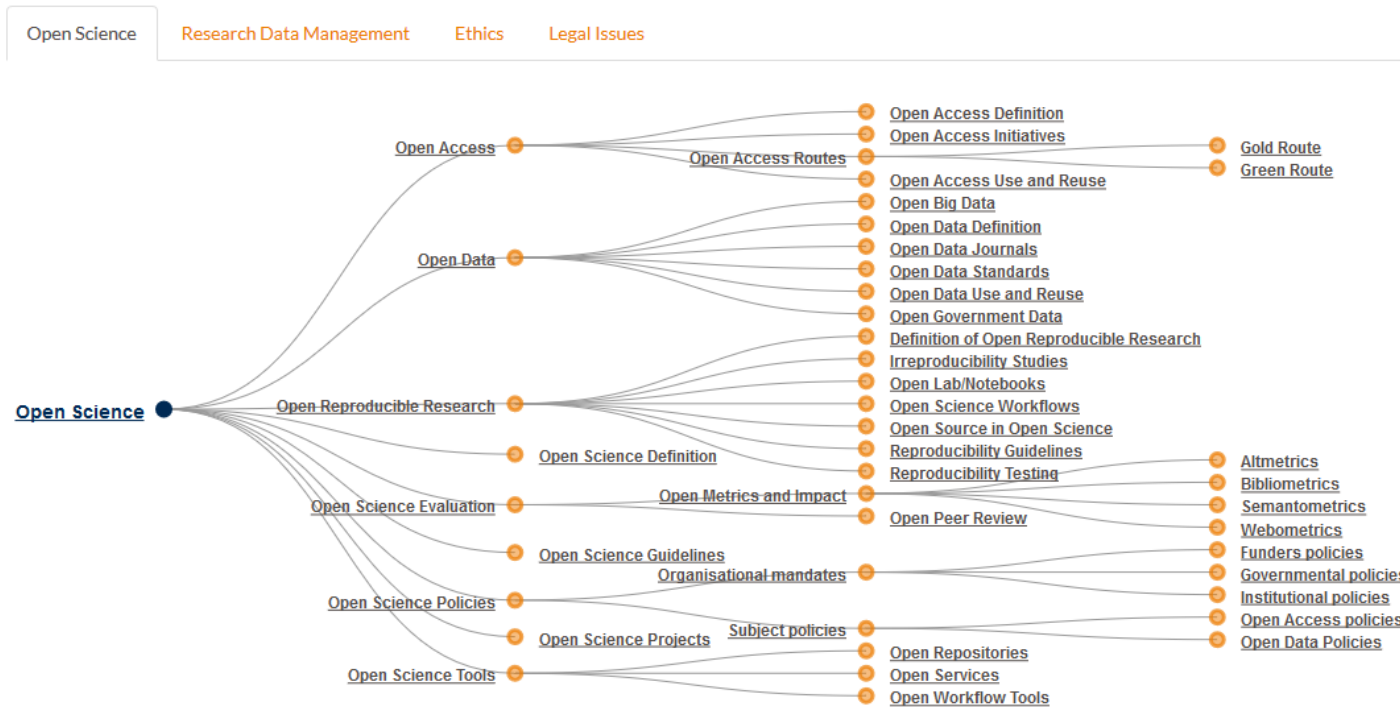 Open Science
Research Data Management
Ethics
Legal Issues
Open Science
Open Access
Open Access Definition
Open Access Initiatives
Open Access Routes
Gold Route
Green Route
Open Access Use and Reuse
Open Data
Open Big Data
Open Data Definition
Open Data Journals
Open Data Standards
Open Data Use and Reuse
Open Government Data
Open Reproducible Research
Definition of Open Reproducible Research
Irreproducibility Studies
Open Lab/Notebooks
Open Science Workflows
Open Source in Open Science
Reproducibility Guidelines
Reproducibility Testing
Open Science Definition
Open Science Evaluation
Open Metrics and Impact
Altmetrics
Bibliometrics
Semantometrics
Webometrics
Open Peer Review
Open Science Guidelines
Open Science Policies
Organisational mandates
Funders policies
Governmental policies
Institutional policies
Subject policies
Open Access policies
Open Data Policies
Open Science Projects
Open Science Tools
Open Repositories
Open Services
Open Workflow Tools